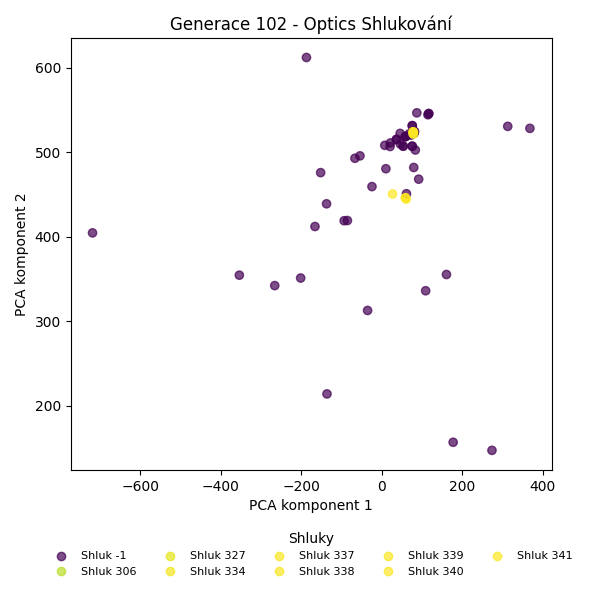 Generace 102 - Optics Shlukování
PCA komponent 2
600
500
400
300
200
−600
−400
−200
0
200
400
PCA komponent 1
Shluky
Shluk -1
Shluk 327
Shluk 337
Shluk 339
Shluk 341
Shluk 306
Shluk 334
Shluk 338
Shluk 340